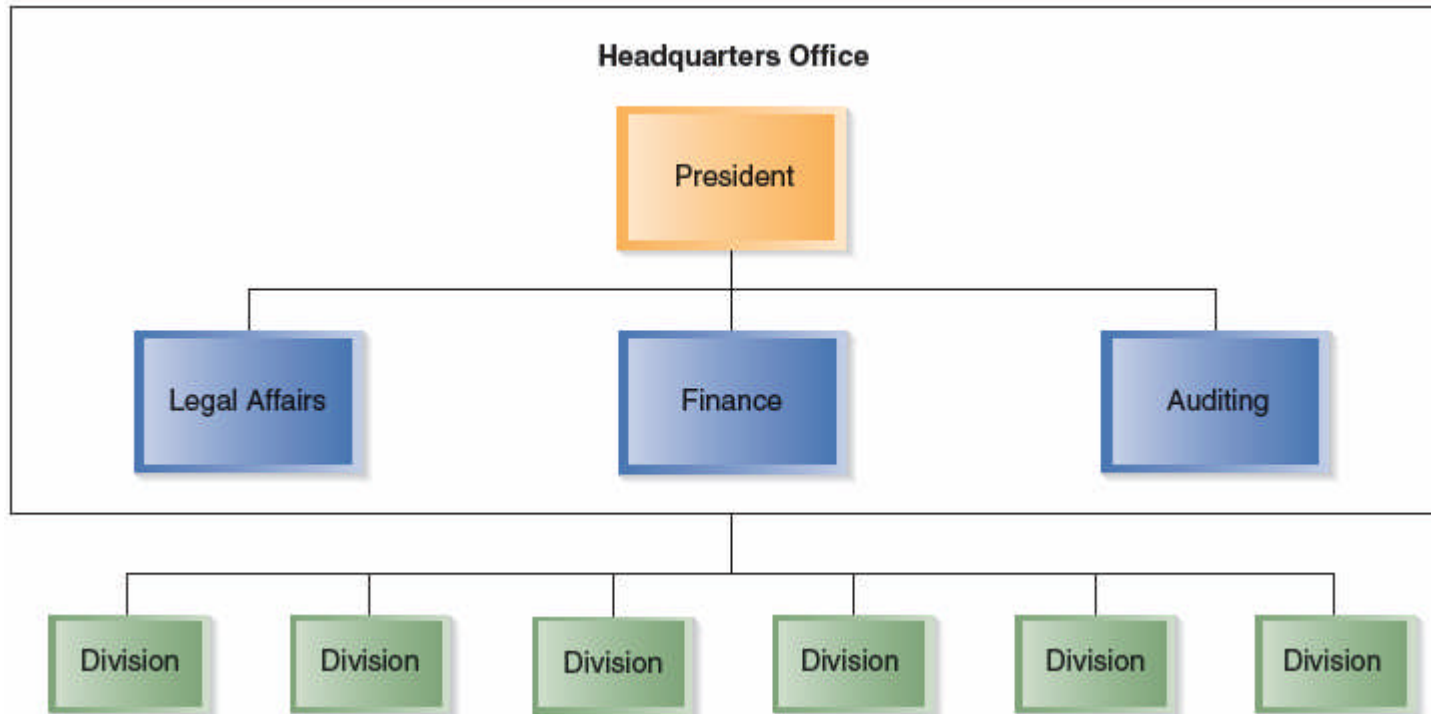 Headquarters Office
President
Legal Affairs
Finance
Auditing
Division
Division
Division
Division
Division
Division